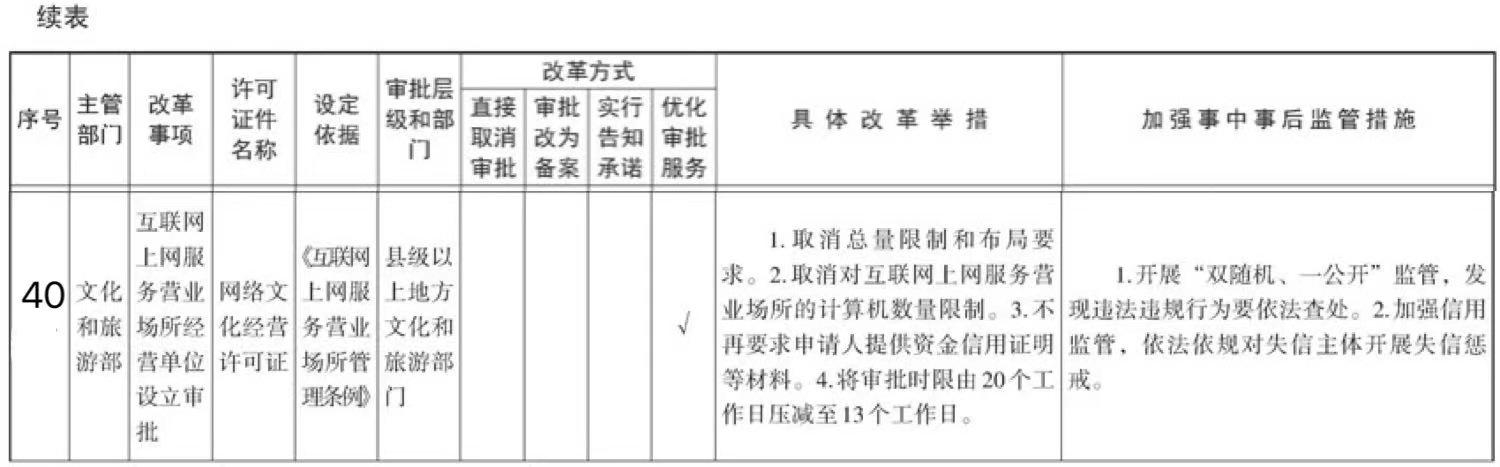 续表
序号
主管
部门
改革
事项
许可
证件
名称
设定
依据
审批层
级和部
门
改革方式
直接
取消
审批
审批
改为
备案
实行
告知
承诺
优化
审批
服务
具体改革举措
加强事中事后监管措施
40
文化
和旅
游部
互联网
上网服
务营业
场所经
营单位
设立审
批
网络文
化经营
许可证
《互联网
上网服
务营业
场所管
理条例》
县级以
上地方
文化和
旅游部
门
√
1.取消总量限制和布局要
求。2.取消对互联网上网服务营
业场所的计算机数量限制。3.不
再要求申请人提供资金信用证明
等材料。4.将审批时限由20个工
作日压减至13个工作日。
1.开展“双随机、一公开”监管，发
现违法违规行为要依法查处。2.加强信用
监管，依法依规对失信主体开展失信惩
戒。